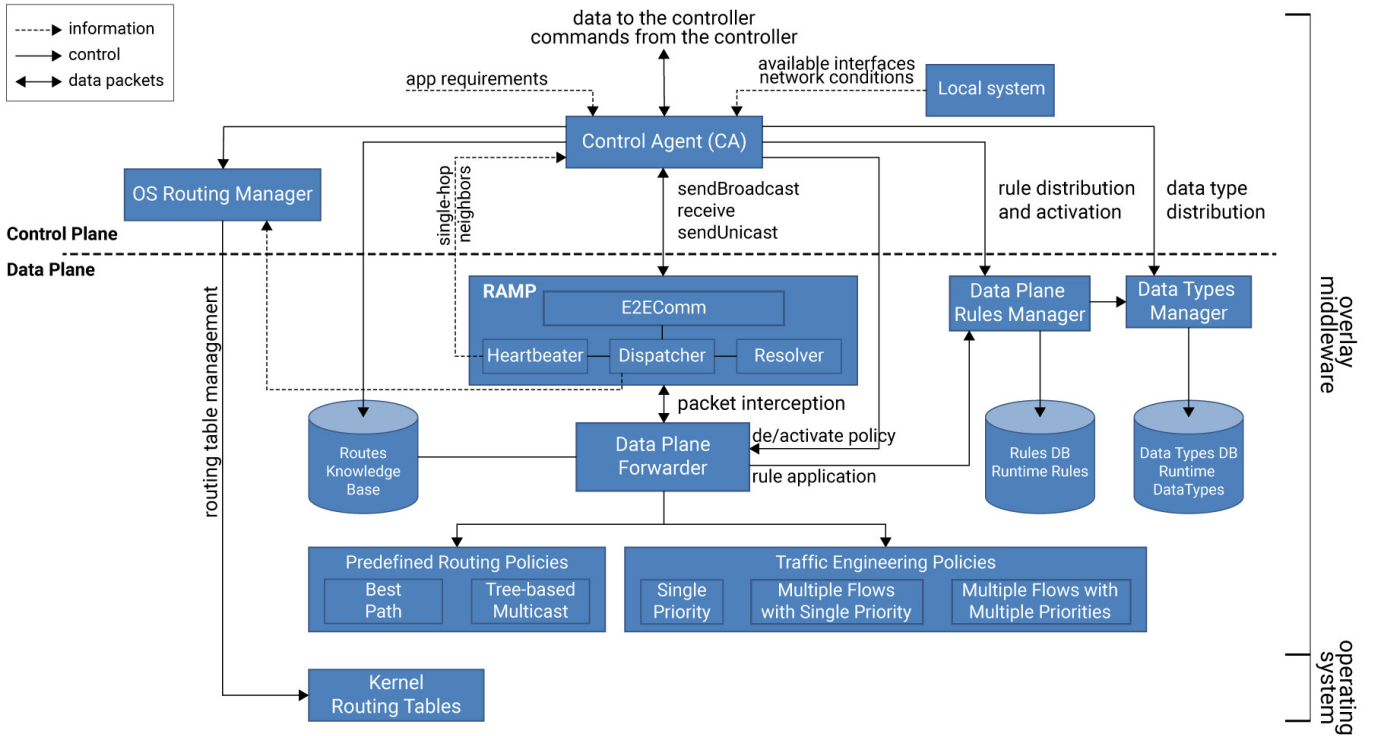 information
control
data packets
data to the controller
commands from the controller
app requirements
available interfaces
network conditions
Local system
Control Agent (CA)
OS Routing Manager
single-hop
neighbors
sendBroadcast
receive
sendUnicast
rule distribution
and activation
data type
distribution
Control Plane
Data Plane
RAMP
E2EComm
Heartbeater
Dispatcher
Resolver
Data Plane
Rules Manager
Data Types
Manager
overlay
middleware
routing table management
packet interception
Routes
Knowledge
Base
Data Plane
Forwarder
de/activate policy
rule application
Rules DB
Runtime Rules
Data Types DB
Runtime
DataTypes
Predefined Routing Policies
Best
Path
Tree-based
Multicast
Traffic Engineering Policies
Single
Priority
Multiple Flows
with Single Priority
Multiple Flows with
Multiple Priorities
Kernel
Routing Tables
operating
system